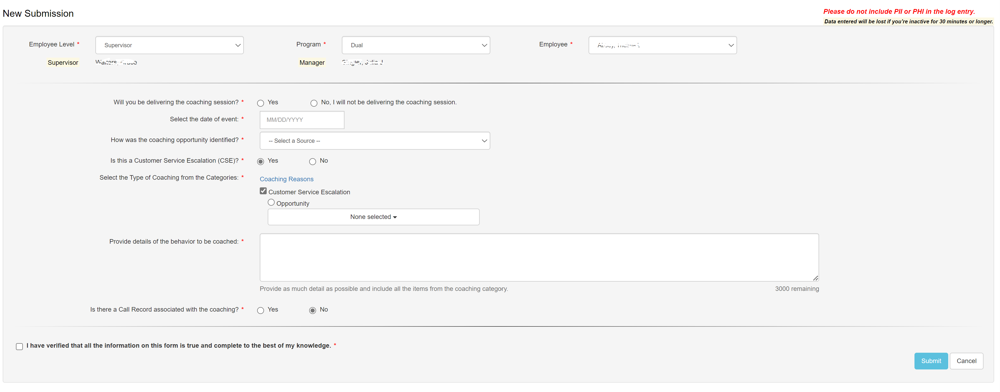 New Submission
Please do not include PII or PHI in the log entry.
Data entered will be lost if you're inactive for 30 minutes or longer.
Employee Level * Supervisor Program * Dual Employee *
Supervisor Manager
Will you be delivering the coaching session? * Yes No, I will not be delivering the coaching session.
Select the date of event: * MM/DD/YYYY
How was the coaching opportunity identified? * -- Select a Source --
Is this a Customer Service Escalation (CSE)? * Yes No
Select the Type of Coaching from the Categories: * Coaching Reasons
Customer Service Escalation
Opportunity
None selected
Provide details of the behavior to be coached: *
Provide as much detail as possible and include all the items from the coaching category. 3000 remaining
Is there a Call Record associated with the coaching? * Yes No
I have verified that all the information on this form is true and complete to the best of my knowledge. *
Submit Cancel